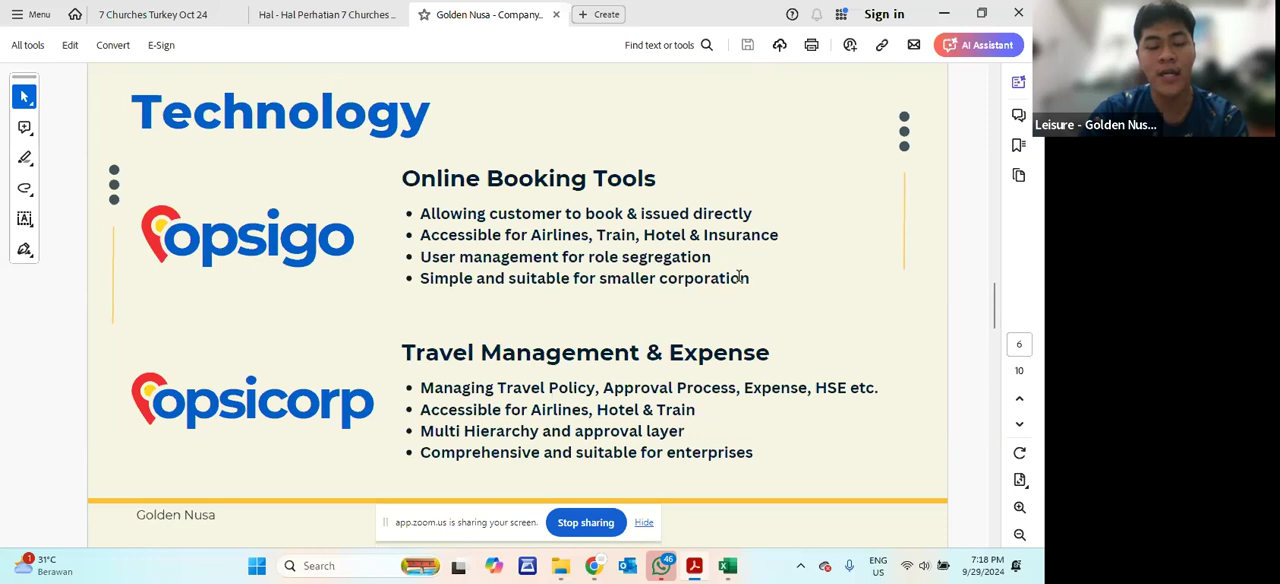 Menu
7 Churches Turkey Oct 24
Hal - Hal Perhatian 7 Churches ...
Golden Nusa - Company...
Create
Sign in
All tools
Edit
Convert
E-Sign
Find text or tools
AI Assistant
Leisure - Golden Nus...
Technology
opsigo
Online Booking Tools
• Allowing customer to book & issued directly
• Accessible for Airlines, Train, Hotel & Insurance
• User management for role segregation
• Simple and suitable for smaller corporation
opsicorp
Travel Management & Expense
• Managing Travel Policy, Approval Process, Expense, HSE etc.
• Accessible for Airlines, Hotel & Train
• Multi Hierarchy and approval layer
• Comprehensive and suitable for enterprises
6
10
Golden Nusa
app.zoom.us is sharing your screen.
Stop sharing
Hide
1
31°C
Berawan
Search
46
ENG
US
7:18 PM
9/29/2024